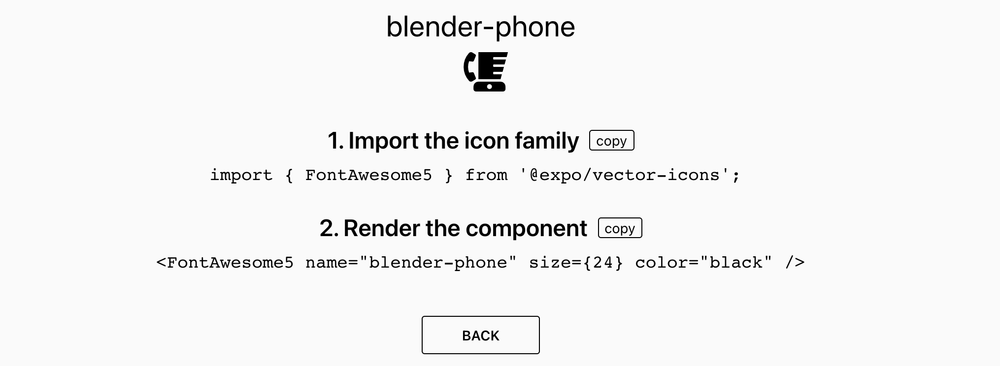 blender-phone
1. Import the icon family copy
import { FontAwesome5 } from '@expo/vector-icons';
2. Render the component copy
<FontAwesome5 name="blender-phone" size={24} color="black" />
BACK